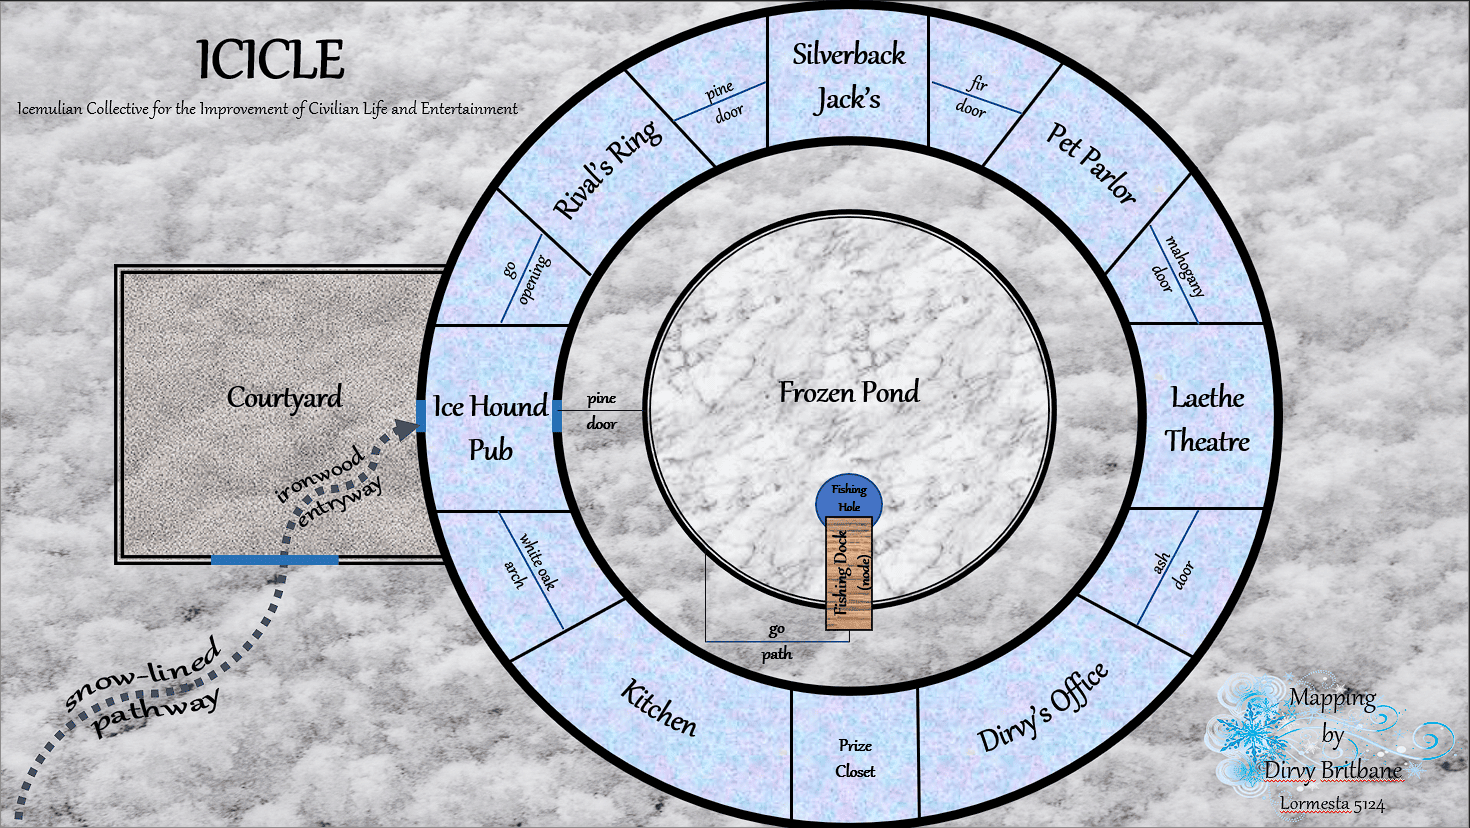 ICICLE
Icemulian Collective for the Improvement of Civilian Life and Entertainment
Silverback
Jack's
pine
door
fir
door
Rival's Ring
Pet Parlor
go
opening
mahogany
door
Courtyard
Ice Hound
Pub
pine
door
Frozen Pond
Laethe
Theatre
ironwood
entryway
Fishing
Hole
Fishing Dock
(node)
white oak
arch
ash
door
go
path
snow-lined
pathway
Kitchen
Prize
Closet
Dirvy's Office
Mapping
by
Dirvy Britbane
Lormesta 5124